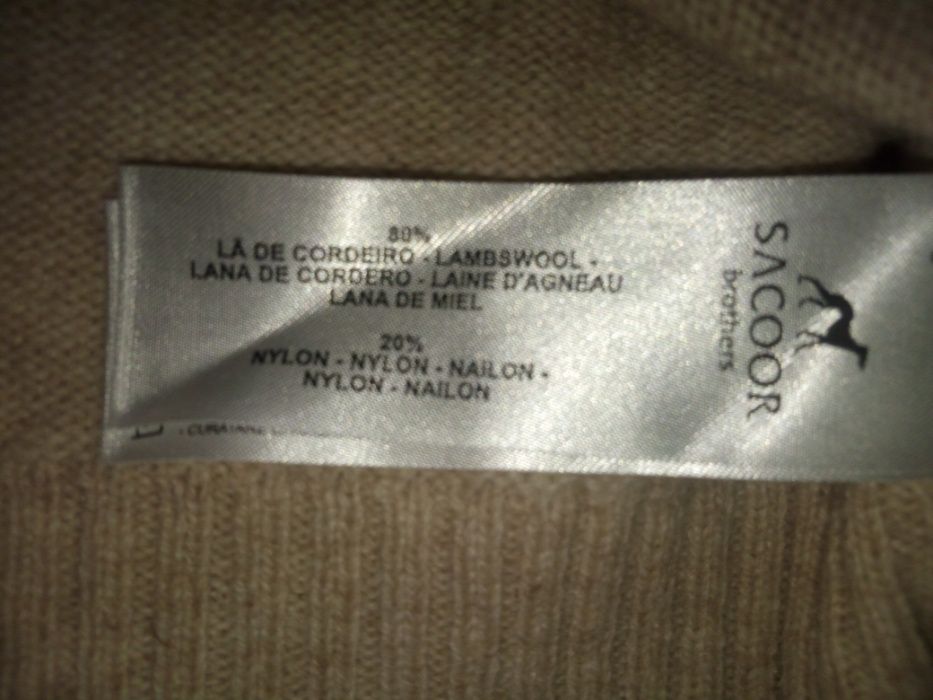 80%
LÃ DE CORDEIRO - LAMBSWOOL -
LANA DE CORDERO - LAINE D'AGNEAU
LANA DE MIEL
20%
NYLON - NYLON - NAILON -
NYLON - NAILON
SACOOR
brothers